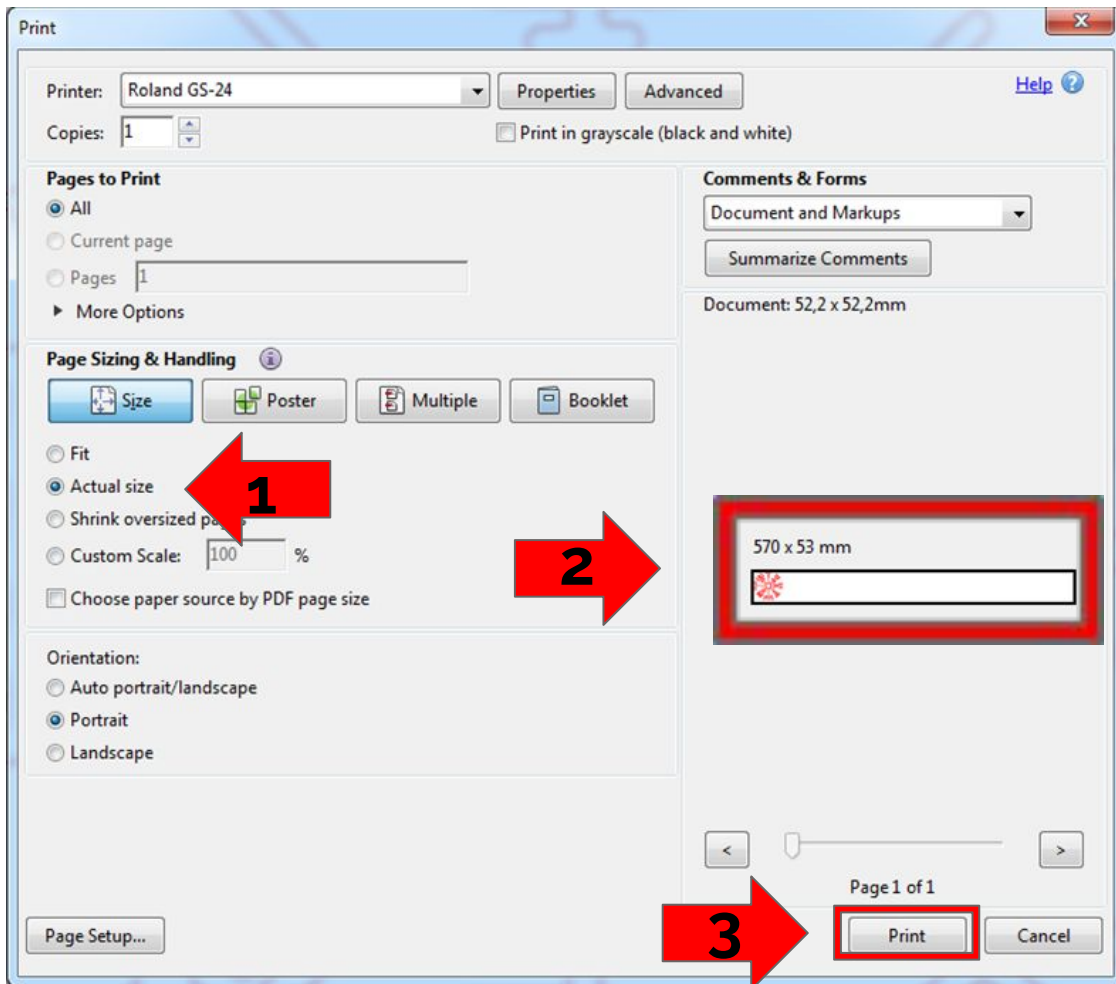 Print
Printer: Roland GS-24 Properties Advanced Help
Copies: 1 Print in grayscale (black and white)
Pages to Print
All
Current page
Pages 1
More Options
Comments & Forms
Document and Markups
Summarize Comments
Document: 52,2 x 52,2mm
Page Sizing & Handling
Size Poster Multiple Booklet
Fit
Actual size
1
Shrink oversized pages
Custom Scale: 100 %
Choose paper source by PDF page size
2
570 x 53 mm
Orientation:
Auto portrait/landscape
Portrait
Landscape
< >
Page 1 of 1
Page Setup...
3
Print Cancel